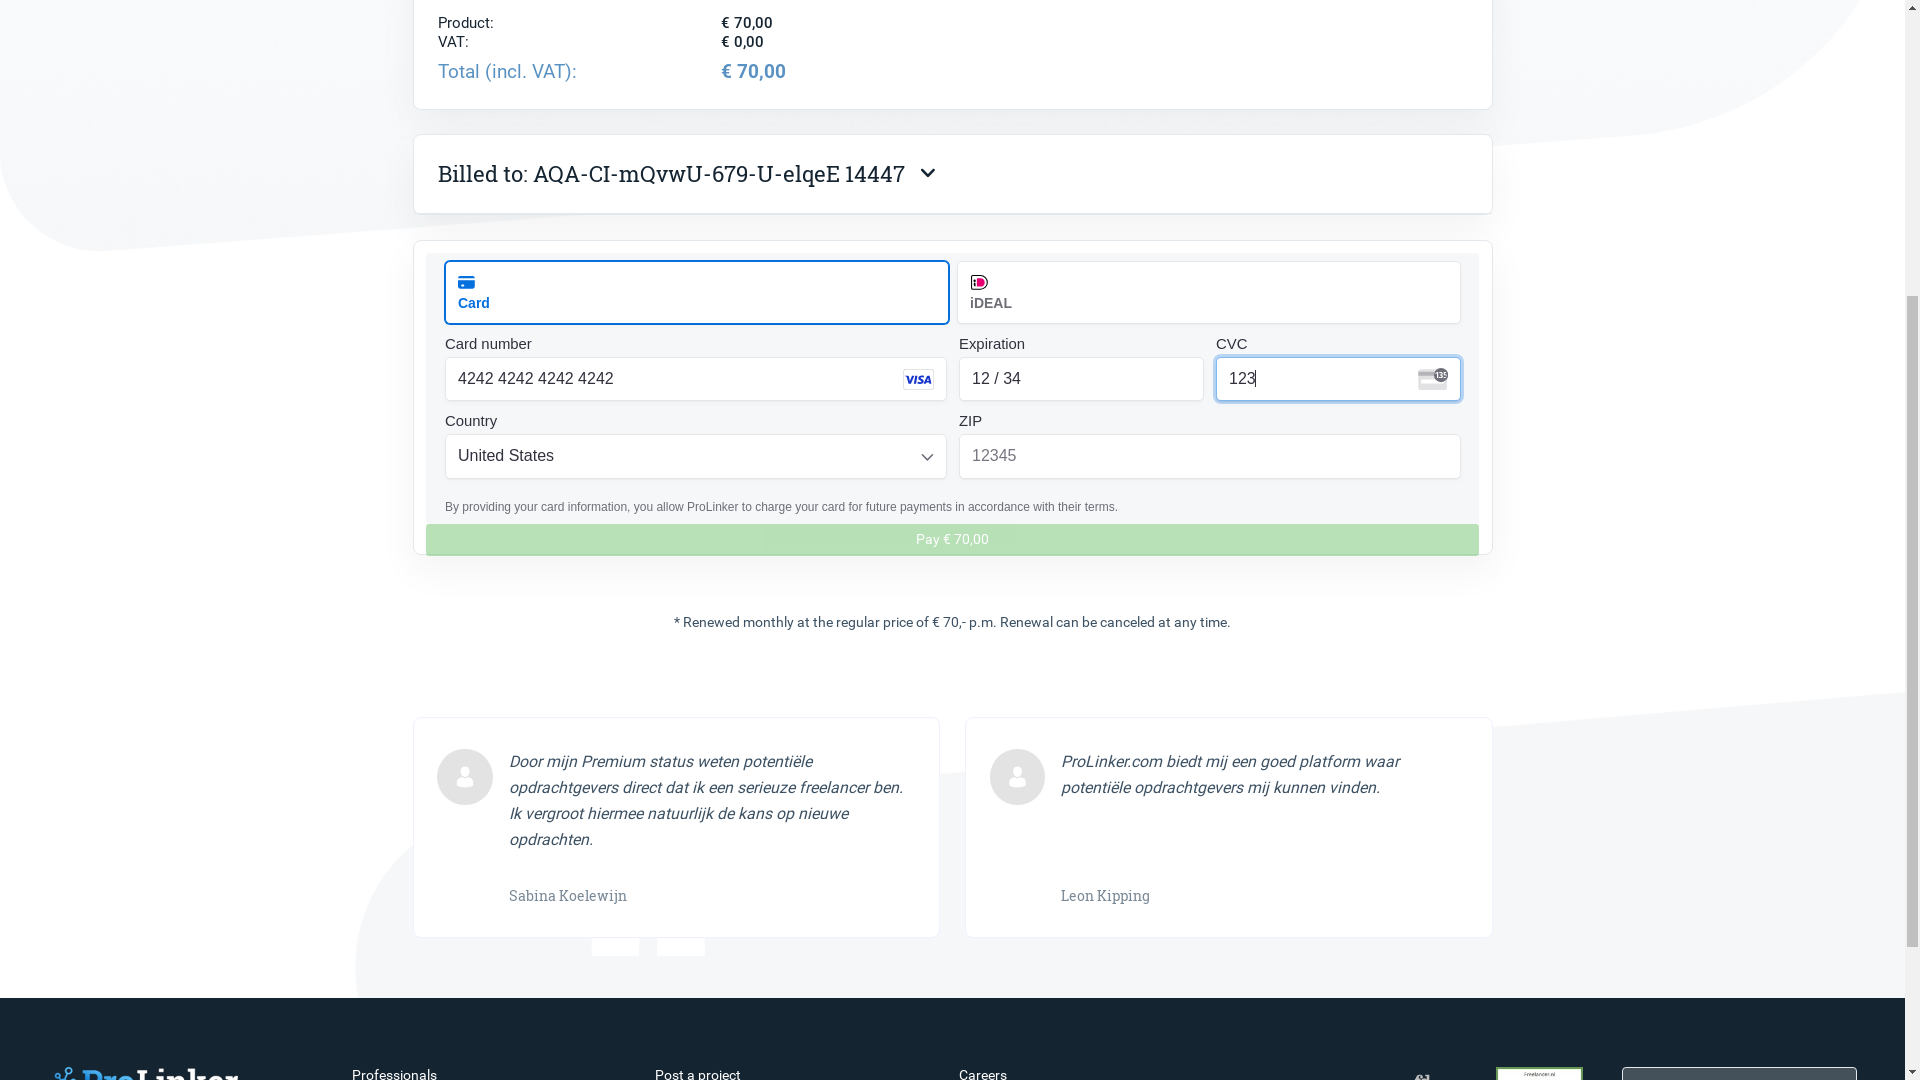 Product: € 70,00
VAT: € 0,00
Total (incl. VAT): € 70,00
Billed to: AQA-CI-mQvwU-679-U-elqeE 14447
Card
iDEAL
Card number
Expiration
CVC
4242 4242 4242 4242
VISA
12 / 34
123
135
Country
ZIP
United States
12345
By providing your card information, you allow ProLinker to charge your card for future payments in accordance with their terms.
Pay € 70,00
* Renewed monthly at the regular price of € 70,- p.m. Renewal can be canceled at any time.
Door mijn Premium status weten potentiële
opdrachtgevers direct dat ik een serieuze freelancer ben.
Ik vergroot hiermee natuurlijk de kans op nieuwe
opdrachten.
Sabina Koelewijn
ProLinker.com biedt mij een goed platform waar
potentiële opdrachtgevers mij kunnen vinden.
Leon Kipping
ProLinker
Professionals
Post a project
Careers
Freelancer.nl